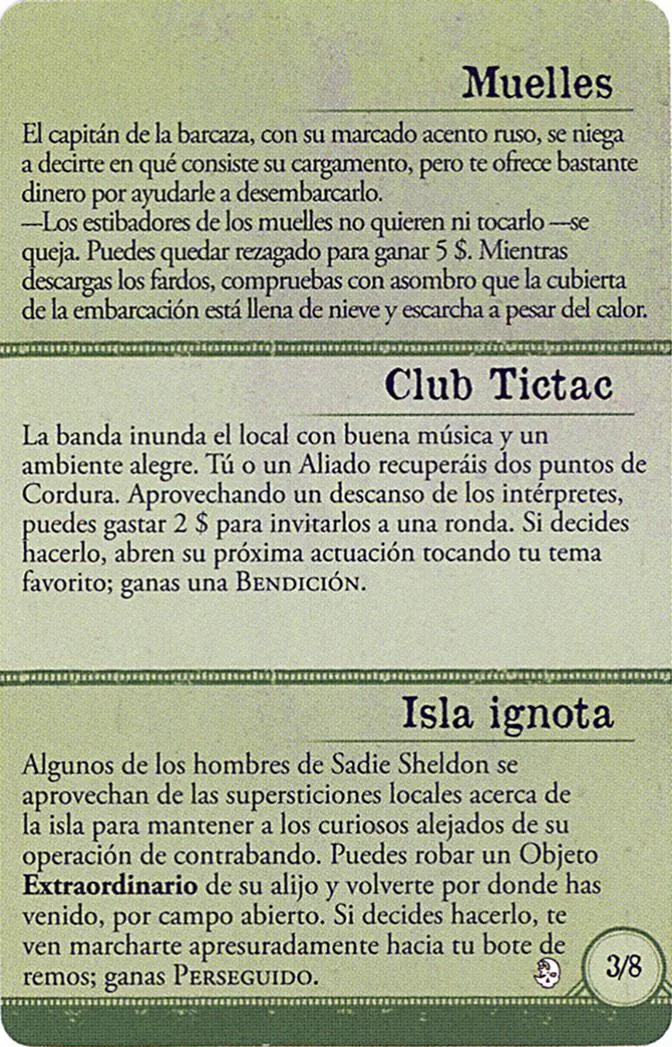 Muelles
El capitán de la barcaza, con su marcado acento ruso, se niega
a decirte en qué consiste su cargamento, pero te ofrece bastante
dinero por ayudarle a desembarcarlo.
—Los estibadores de los muelles no quieren ni tocarlo —se
queja. Puedes quedar rezagado para ganar 5 $. Mientras
descargas los fardos, compruebas con asombro que la cubierta
de la embarcación está llena de nieve y escarcha a pesar del calor.
Club Tictac
La banda inunda el local con buena música y un
ambiente alegre. Tú o un Aliado recuperáis dos puntos de
Cordura. Aprovechando un descanso de los intérpretes,
puedes gastar 2 $ para invitarlos a una ronda. Si decides
hacerlo, abren su próxima actuación tocando tu tema
favorito; ganas una BENDICIÓN.
Isla ignota
Algunos de los hombres de Sadie Sheldon se
aprovechan de las supersticiones locales acerca de
la isla para mantener a los curiosos alejados de su
operación de contrabando. Puedes robar un Objeto
Extraordinario de su alijo y volverte por donde has
venido, por campo abierto. Si decides hacerlo, te
ven marcharte apresuradamente hacia tu bote de
remos; ganas PERSEGUIDO.
3/8